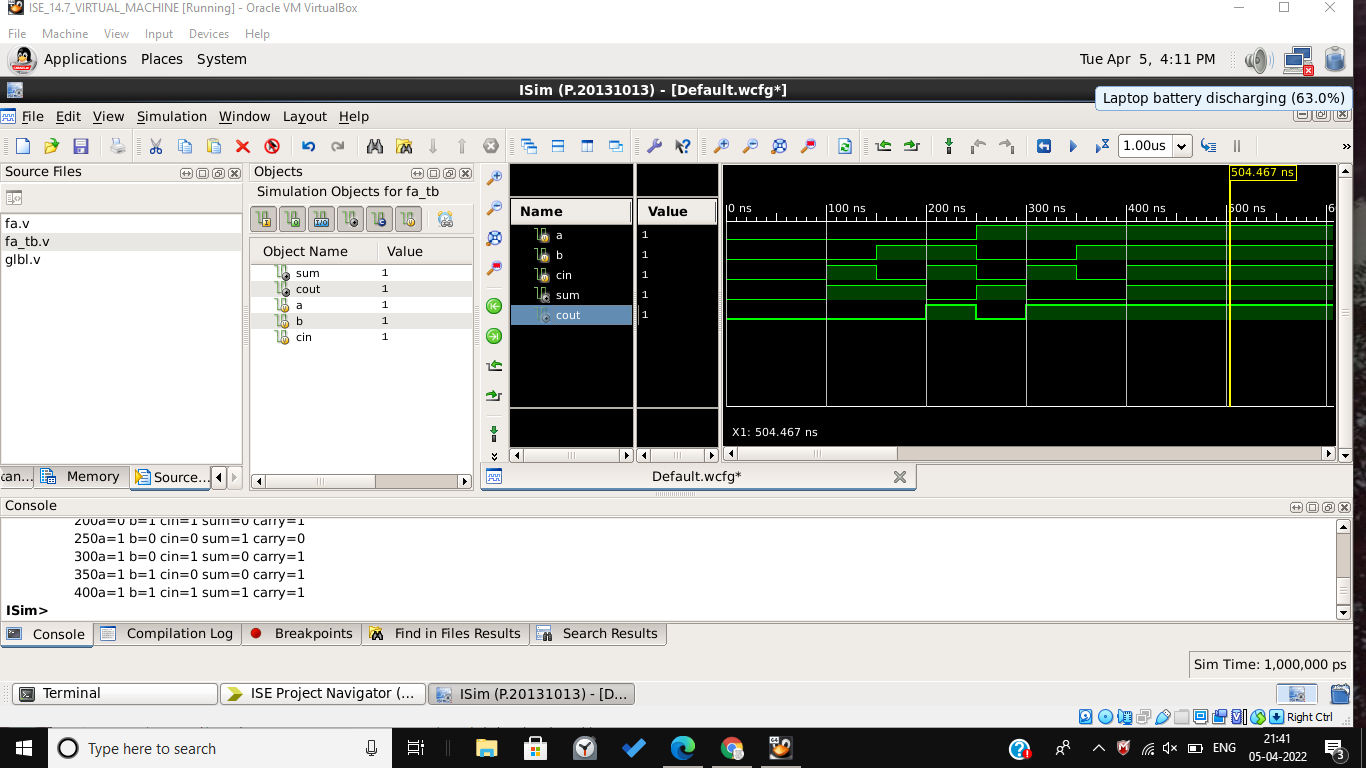 ISE_14.7_VIRTUAL_MACHINE [Running] - Oracle VM VirtualBox
File Machine View Input Devices Help
Applications Places System
Tue Apr 5, 4:11 PM
ISim (P.20131013) - [Default.wcfg*]
Laptop battery discharging (63.0%)
File Edit View Simulation Window Layout Help
1.00us
»
Source Files
fa.v
fa_tb.v
glbl.v
Memory
Source...
Objects
Simulation Objects for fa_tb
Object Name Value
sum 1
cout 1
a 1
b 1
cin 1
Name Value
a 1
b 1
cin 1
sum 1
cout 1
504.467 ns
0 ns 100 ns 200 ns 300 ns 400 ns 500 ns
X1: 504.467 ns
Default.wcfg*
Console
200a=0 b=1 cin=1 sum=0 carry=1
250a=1 b=0 cin=0 sum=1 carry=0
300a=1 b=0 cin=1 sum=0 carry=1
350a=1 b=1 cin=0 sum=0 carry=1
400a=1 b=1 cin=1 sum=1 carry=1
ISim>
Console Compilation Log Breakpoints Find in Files Results Search Results
Sim Time: 1,000,000 ps
Terminal
ISE Project Navigator (...
ISim (P.20131013) - [D...
Right Ctrl
Type here to search
ENG
21:41
05-04-2022
3